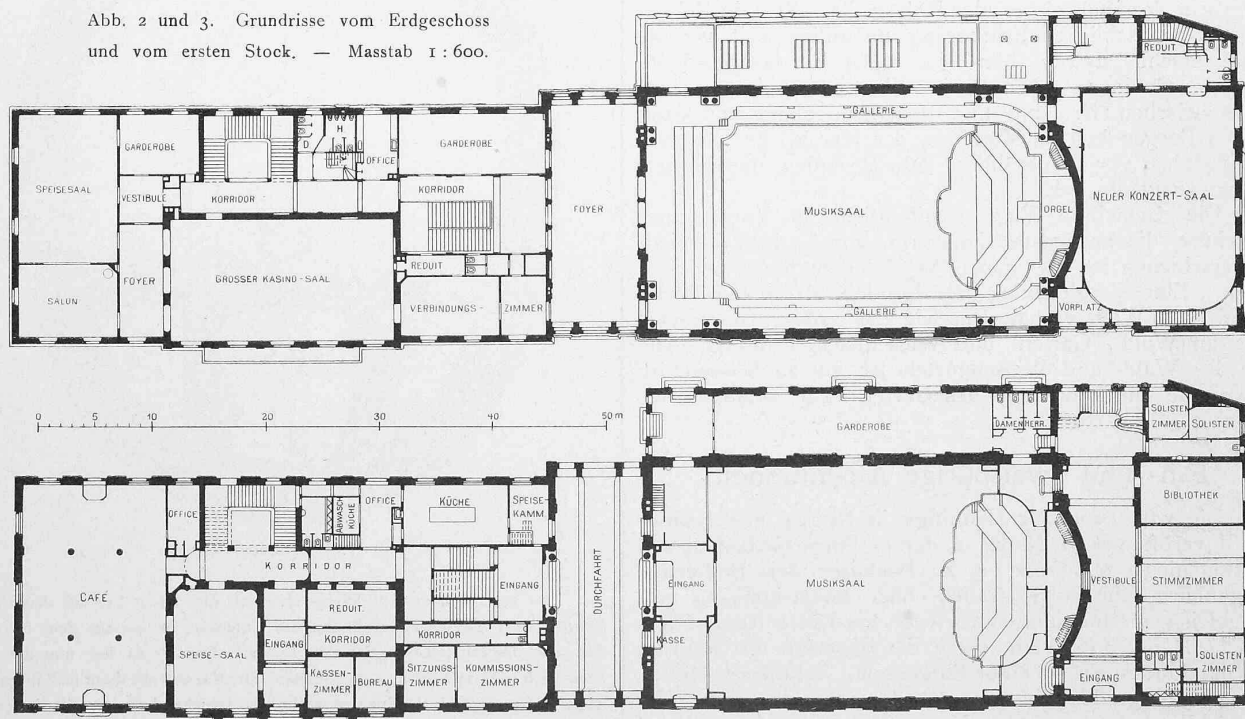 Abb. 2 und 3. Grundrisse vom Erdgeschoss
und vom ersten Stock. — Masstab 1:600.
REDUIT
GALLERIE
GARDEROBE
D
H
OFFICE
GARDEROBE
SPEISESAAL
VESTIBULE
KORRIDOR
KORRIDOR
FOYER
MUSIKSAAL
ORGEL
NEUER KONZERT-SAAL
FOYER
GROSSER KASINO-SAAL
REDUIT
SALON
VERBINDUNGS-
ZIMMER
GALLERIE
VORPLATZ
0 5 10 20 30 40 50 m
GARDEROBE
DAMEN
HERR.
SOLISTEN
ZIMMER
SOLISTEN
OFFICE
ABWASCH
KÜCHE
OFFICE
KÜCHE
SPEISE-
KAMM.
BIBLIOTHEK
KORRIDOR
CAFÉ
EINGANG
DURCHFAHRT
EINGANG
MUSIKSAAL
VESTIBULE
STIMMZIMMER
REDUIT
SPEISE-SAAL
EINGANG
KORRIDOR
KORRIDOR
KASSE
KASSEN-
ZIMMER
BUREAU
SITZUNGS-
ZIMMER
KOMMISSIONS-
ZIMMER
EINGANG
SOLISTEN
ZIMMER